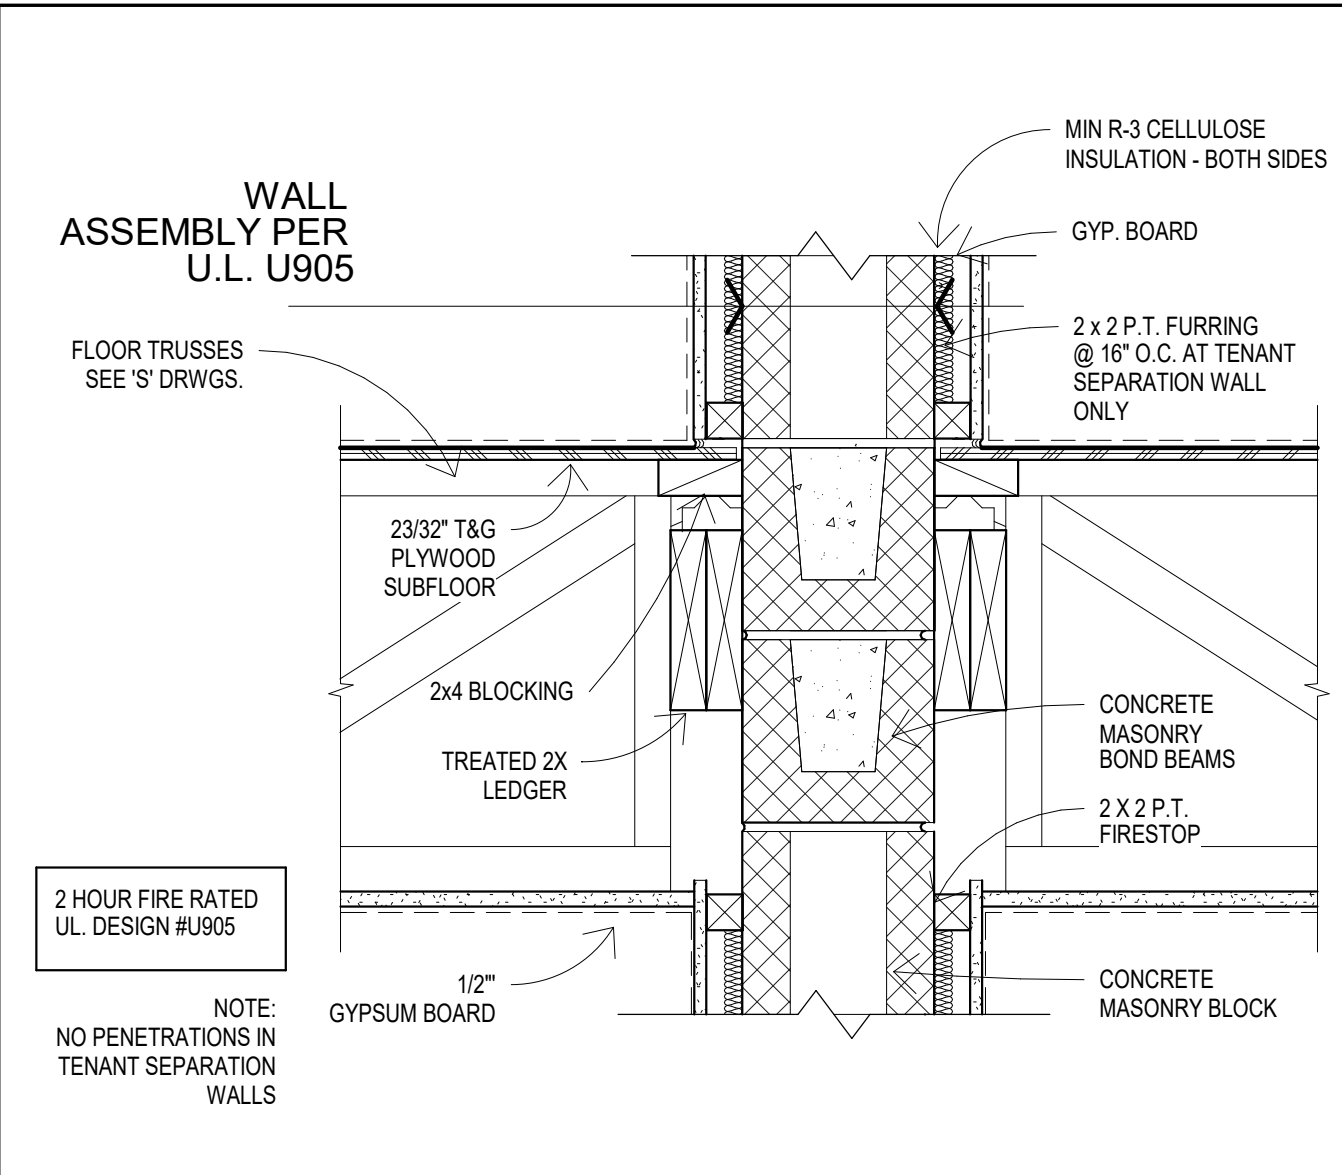 WALL
ASSEMBLY PER
U.L. U905
FLOOR TRUSSES
SEE 'S' DRWGS.
23/32" T&G
PLYWOOD
SUBFLOOR
2x4 BLOCKING
TREATED 2X
LEDGER
2 HOUR FIRE RATED
UL. DESIGN #U905
NOTE:
NO PENETRATIONS IN
TENANT SEPARATION
WALLS
1/2'"
GYPSUM BOARD
MIN R-3 CELLULOSE
INSULATION - BOTH SIDES
GYP. BOARD
2 x 2 P.T. FURRING
@ 16" O.C. AT TENANT
SEPARATION WALL
ONLY
CONCRETE
MASONRY
BOND BEAMS
2 X 2 P.T.
FIRESTOP
CONCRETE
MASONRY BLOCK